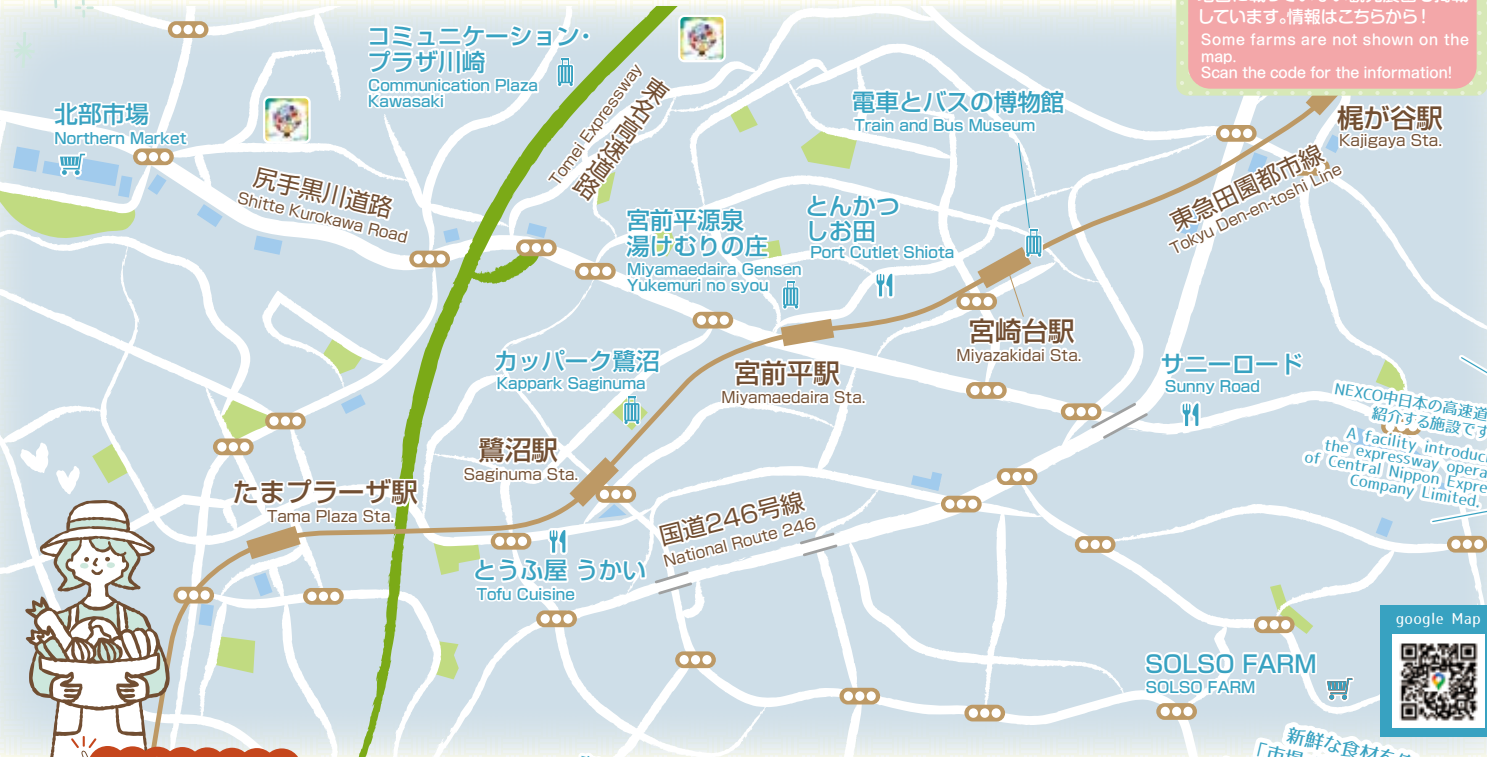 しています。情報はこちらから！
Some farms are not shown on the
map.
Scan the code for the information!
コミュニケーション・
プラザ川崎
Communication Plaza
Kawasaki
北部市場
Northern Market
東名高速道路
Tomei Expressway
電車とバスの博物館
Train and Bus Museum
梶が谷駅
Kajigaya Sta.
東急田園都市線
Tokyu Den-en-toshi Line
尻手黒川道路
Shitte Kurokawa Road
宮前平源泉
湯けむりの庄
Miyamaedaira Gensen
Yukemuri no syou
とんかつ
しお田
Port Cutlet Shiota
宮崎台駅
Miyazakidai Sta.
カッパーク鷺沼
Kappark Saginuma
宮前平駅
Miyamaedaira Sta.
サニーロード
Sunny Road
NEXCO中日本の高速道
紹介する施設です
A facility introduc
the expressway opera
of Central Nippon Expre
Company Limited.
鷺沼駅
Saginuma Sta.
たまプラーザ駅
Tama Plaza Sta.
国道246号線
National Route 246
とうふ屋 うかい
Tofu Cuisine
google Map
SOLSO FARM
SOLSO FARM
新鮮な食材を